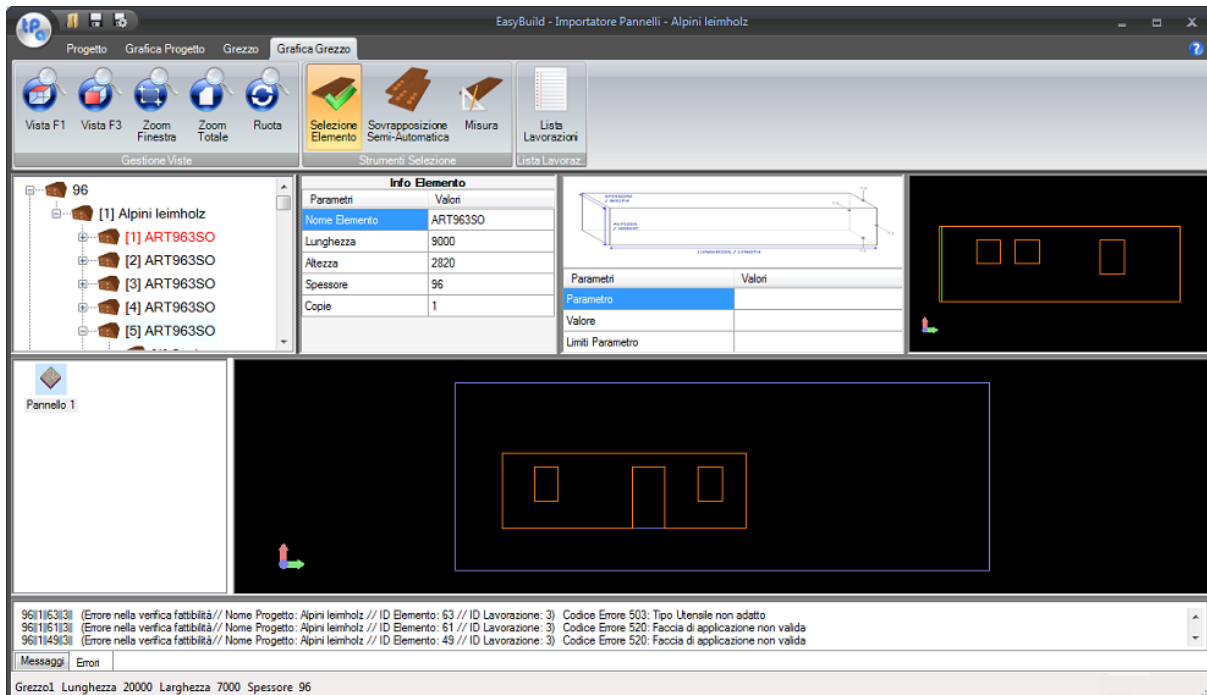 tpa
EasyBuild - Importatore Pannelli - Alpini leimholz
Progetto Grafica Progetto Grezzo Grafica Grezzo
Vista F1
Vista F3
Zoom Finestra
Zoom Totale
Ruota
Gestione Viste
Selezione Elemento
Sovrapposizione Semi-Automatica
Misura
Strumenti Selezione
Lista Lavorazioni
Lista Lavoraz.
96
[1] Alpini leimholz
[1] ART963SO
[2] ART963SO
[3] ART963SO
[4] ART963SO
[5] ART963SO
Info Elemento
Parametri Valori
Nome Elemento ART963SO
Lunghezza 9000
Altezza 2820
Spessore 96
Copie 1
SPESSORE / WIDTH
ALTEZZA / HEIGHT
LUNGHEZZA / LENGTH
Parametri Valori
Parametro
Valore
Limiti Parametro
Pannello 1
96||1||63||3|| (Errore nella verifica fattibilità// Nome Progetto: Alpini leimholz // ID Elemento: 63 // ID Lavorazione: 3) Codice Errore 503: Tipo Utensile non adatto
96||1||61||3|| (Errore nella verifica fattibilità// Nome Progetto: Alpini leimholz // ID Elemento: 61 // ID Lavorazione: 3) Codice Errore 520: Faccia di applicazione non valida
96||1||49||3|| (Errore nella verifica fattibilità// Nome Progetto: Alpini leimholz // ID Elemento: 49 // ID Lavorazione: 3) Codice Errore 520: Faccia di applicazione non valida
Messaggi Errori
Grezzo1 Lunghezza 20000 Larghezza 7000 Spessore 96